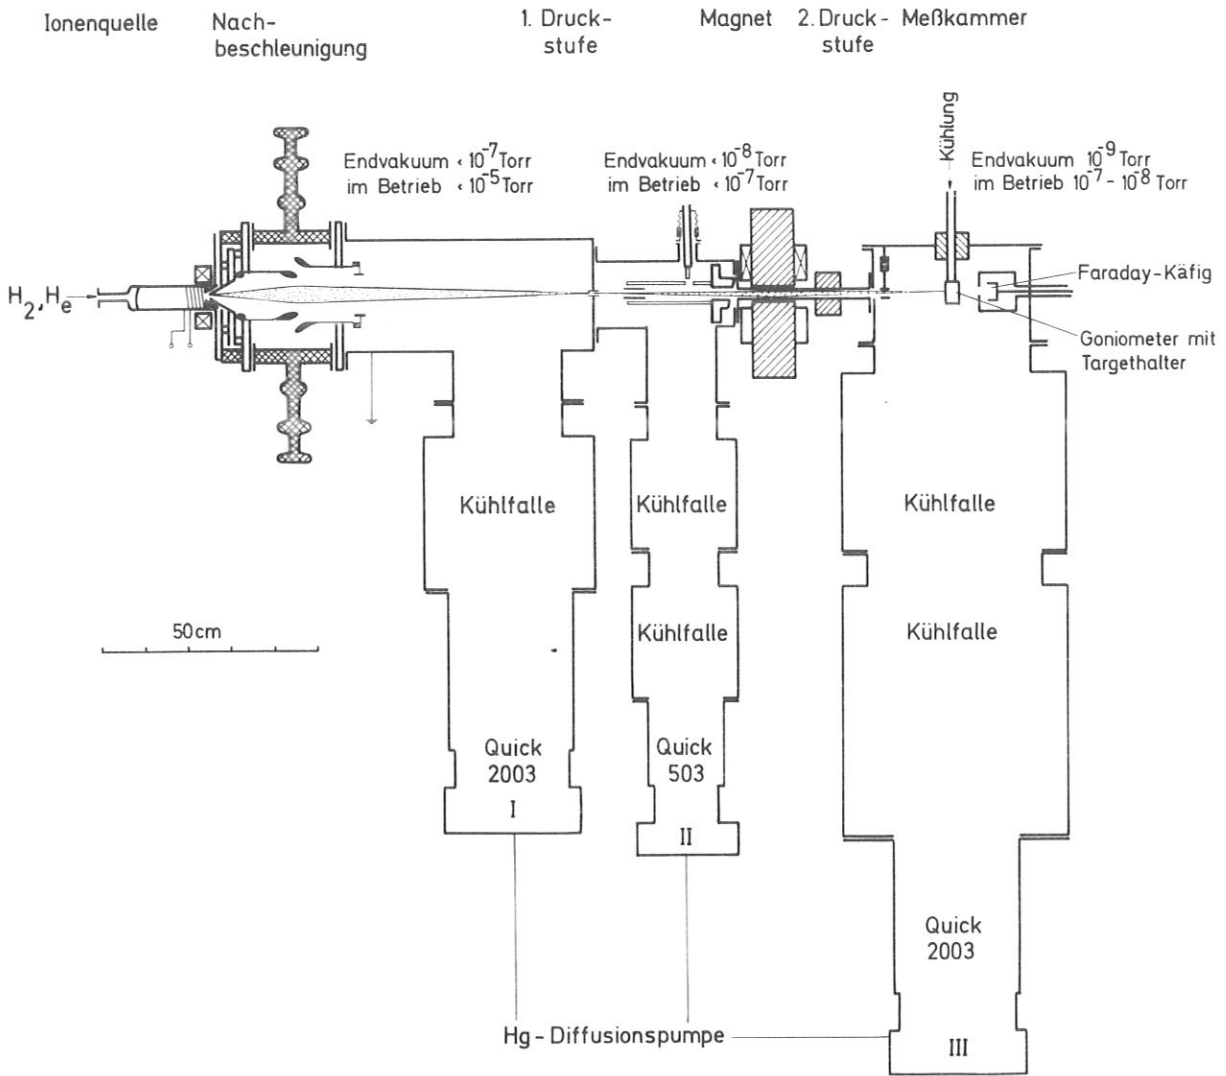 Ionenquelle
Nach-
beschleunigung
1. Druck-
stufe
Magnet
2. Druck-
stufe
Meßkammer
Endvakuum < 10⁻⁷ Torr
im Betrieb < 10⁻⁵ Torr
Endvakuum < 10⁻⁸ Torr
im Betrieb < 10⁻⁷ Torr
Kühlung
Endvakuum 10⁻⁹ Torr
im Betrieb 10⁻⁷ - 10⁻⁸ Torr
H₂, Hₑ
Faraday-Käfig
Goniometer mit
Targethalter
Kühlfalle
Kühlfalle
Kühlfalle
50cm
Kühlfalle
Kühlfalle
Quick
2003
I
Quick
503
II
Quick
2003
III
Hg - Diffusionspumpe